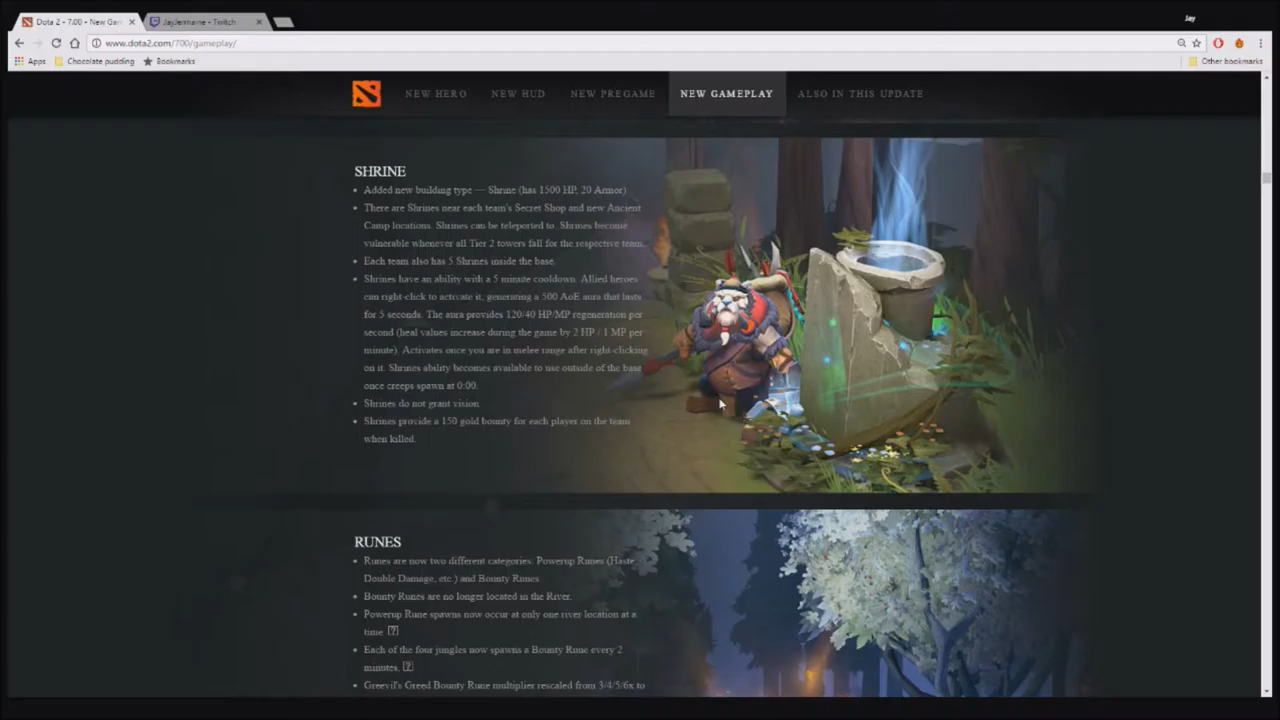 Dota 2 - 7.00 - New Gam
JayJermaine - Twitch
Jay
www.dota2.com/700/gameplay/
Apps
Chocolate pudding
Bookmarks
Other bookmarks
NEW HERO
NEW HUD
NEW PREGAME
NEW GAMEPLAY
ALSO IN THIS UPDATE
SHRINE
Added new building type — Shrine (has 1500 HP, 20 Armor)
There are Shrines near each team's Secret Shop and new Ancient
Camp locations. Shrines can be teleported to. Shrines become
vulnerable whenever all Tier 2 towers fall for the respective team.
Each team also has 5 Shrines inside the base.
Shrines have an ability with a 5 minute cooldown. Allied heroes
can right-click to activate it, generating a 500 AoE aura that lasts
for 5 seconds. The aura provides 120/40 HP/MP regeneration per
second (heal values increase during the game by 2 HP / 1 MP per
minute). Activates once you are in melee range after right-clicking
on it. Shrines ability becomes available to use outside of the base
once creeps spawn at 0:00.
Shrines do not grant vision
Shrines provide a 150 gold bounty for each player on the team
when killed.
RUNES
Runes are now two different categories: Powerup Runes (Haste,
Double Damage, etc.) and Bounty Runes
Bounty Runes are no longer located in the River.
Powerup Rune spawns now occur at only one river location at a
time [?]
Each of the four jungles now spawns a Bounty Rune every 2
minutes. [?]
Greevil's Greed Bounty Rune multiplier rescaled from 3/4/5/6x to